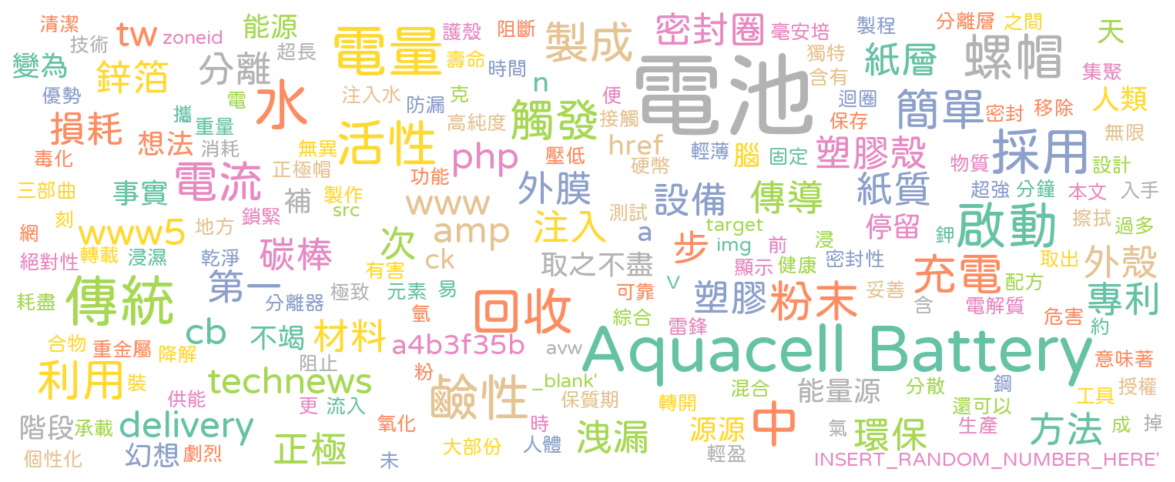 清潔 tw zoneid 能源 電量 護殼 阻斷 製成 密封圈 毫安培 製程 分離層 之間 天
技術 超長 壽命 時間 電池 獨特 紙層 螺帽
變為 鋅箔 分離 含有 集聚
優勢 攜 電 水 注入水 防漏 克 n 觸發 便 接觸 迴圈 保存 簡單 密封 移除 人類
損耗 想法 重量 消耗 無異 活性 高純度 href 輕薄 腦 固定 塑膠殼 物質 採用 無限 設計
毒化 正極帽 功能 php 壓低 硬幣
三部曲 事實 電流 補 製作 src www 外膜 設備 傳導 紙質 超強 分鐘 本文 入手
網 刻 www5 地方 鎖緊 次 amp 注入 測試 a 步 target img 前 浸 停留 鉀 啟動 擦拭 過多
絕對性 轉載 浸濕 乾淨 碳棒 有害 ck 取之不盡 顯示 健康 密封性 充電 配方 取出 外殼
耗盡 傳統 第一 分離器 極致 元素 易 氫 回收 可靠 v 塑膠 粉末 妥善 含 電解質 危害 專利
cb 不竭 材料 a4b3f35b avw 綜合 雷鋒 Aquacell Battery 約
合物 重金屬 降解 阻止 粉 意味著
利用 裝 供能 technews 鹼性 _blank' 保質期 轉開 混合 能量源 分散 鋼 還可以 工具 授權
階段 承載 delivery 更 流入 氧化 時 洩漏 源源 中 氣 環保 生產 方法 成 掉
個性化 幻想 劇烈 正極 未 大部份 人體 輕盈 INSERT_RANDOM_NUMBER_HERE'